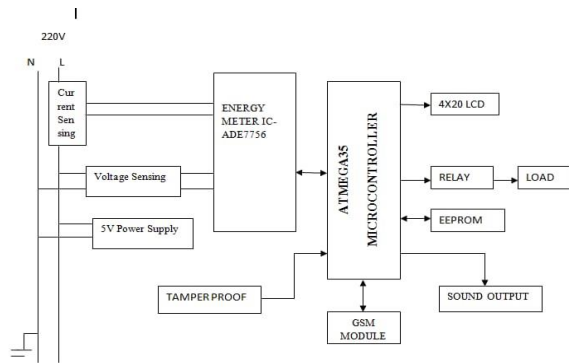 I
220V
N L
Cur
rent
Sen
sing
ENERGY
METER IC-
ADE7756
Voltage Sensing
5V Power Supply
ATMEGA35
MICROCONTROLLER
4X20 LCD
RELAY
LOAD
EEPROM
TAMPER PROOF
GSM
MODULE
SOUND OUTPUT